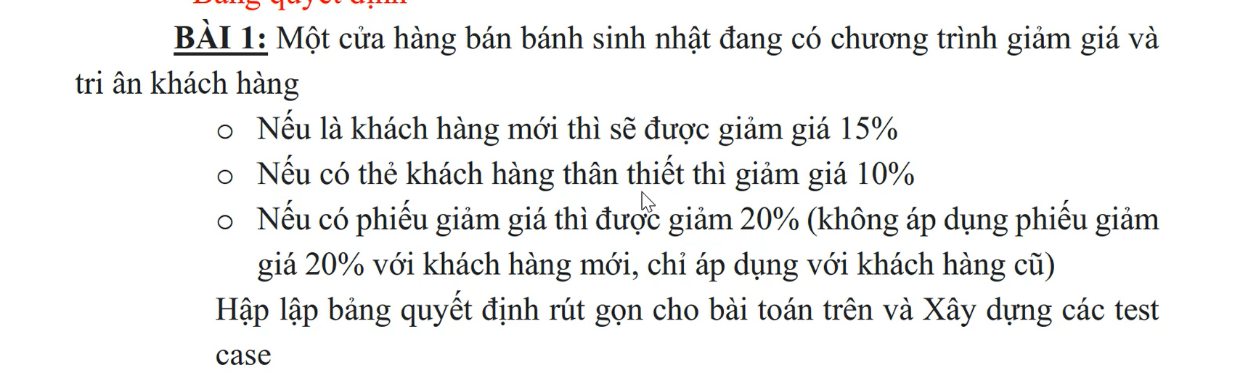 BÀI 1: Một cửa hàng bán bánh sinh nhật đang có chương trình giảm giá và
tri ân khách hàng
o Nếu là khách hàng mới thì sẽ được giảm giá 15%
o Nếu có thẻ khách hàng thân thiết thì giảm giá 10%
o Nếu có phiếu giảm giá thì được giảm 20% (không áp dụng phiếu giảm
giá 20% với khách hàng mới, chỉ áp dụng với khách hàng cũ)
Hập lập bảng quyết định rút gọn cho bài toán trên và Xây dựng các test
case